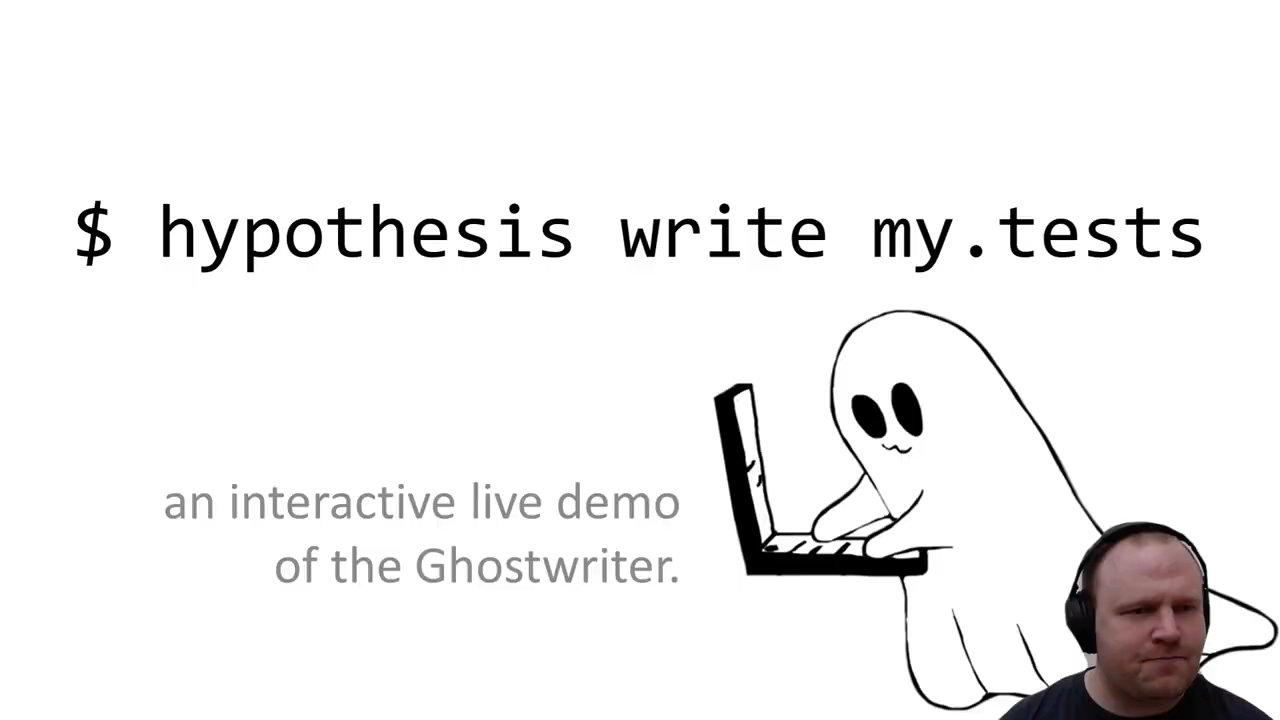 $ hypothesis write my.tests
an interactive live demo
of the Ghostwriter.